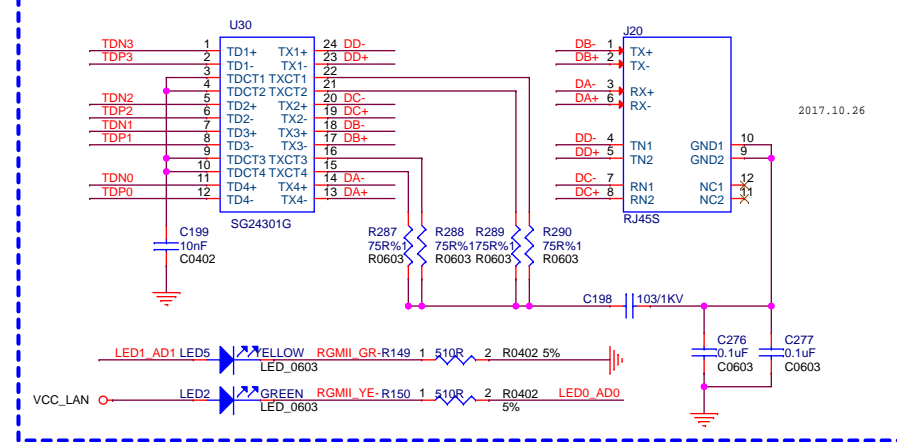 U30
TDN3 1 TD1+ TX1+ 24 DD-
TDP3 2 TD1- TX1- 23 DD+
3 TDCT1 TXCT1 22
4 TDCT2 TXCT2 21
TDN2 5 TD2+ TX2+ 20 DC-
TDP2 6 TD2- TX2- 19 DC+
TDN1 7 TD3+ TX3+ 18 DB-
TDP1 8 TD3- TX3- 17 DB+
9 TDCT3 TXCT3 16
10 TDCT4 TXCT4 15
TDN0 11 TD4+ TX4+ 14 DA-
TDP0 12 TD4- TX4- 13 DA+
SG24301G
J20
DB- 1 TX+
DB+ 2 TX-
DA- 3 RX+
DA+ 6 RX-
DD- 4 TN1 GND1 10
DD+ 5 TN2 GND2 9
DC- 7 RN1 NC1 12
DC+ 8 RN2 NC2 11
RJ45S
2017.10.26
C199
10nF
C0402
R287 R288 R289 R290
75R%1 75R%1 75R%1 75R%1
R0603 R0603 R0603 R0603
C198 103/1KV
C276
0.1uF
C0603
C277
0.1uF
C0603
LED1_AD1 LED5 YELLOW RGMII_GR- R149 1 510R 2 R0402 5%
LED_0603
VCC_LAN LED2 GREEN RGMII_YE- R150 1 510R 2 R0402 LED0_AD0
LED_0603 5%